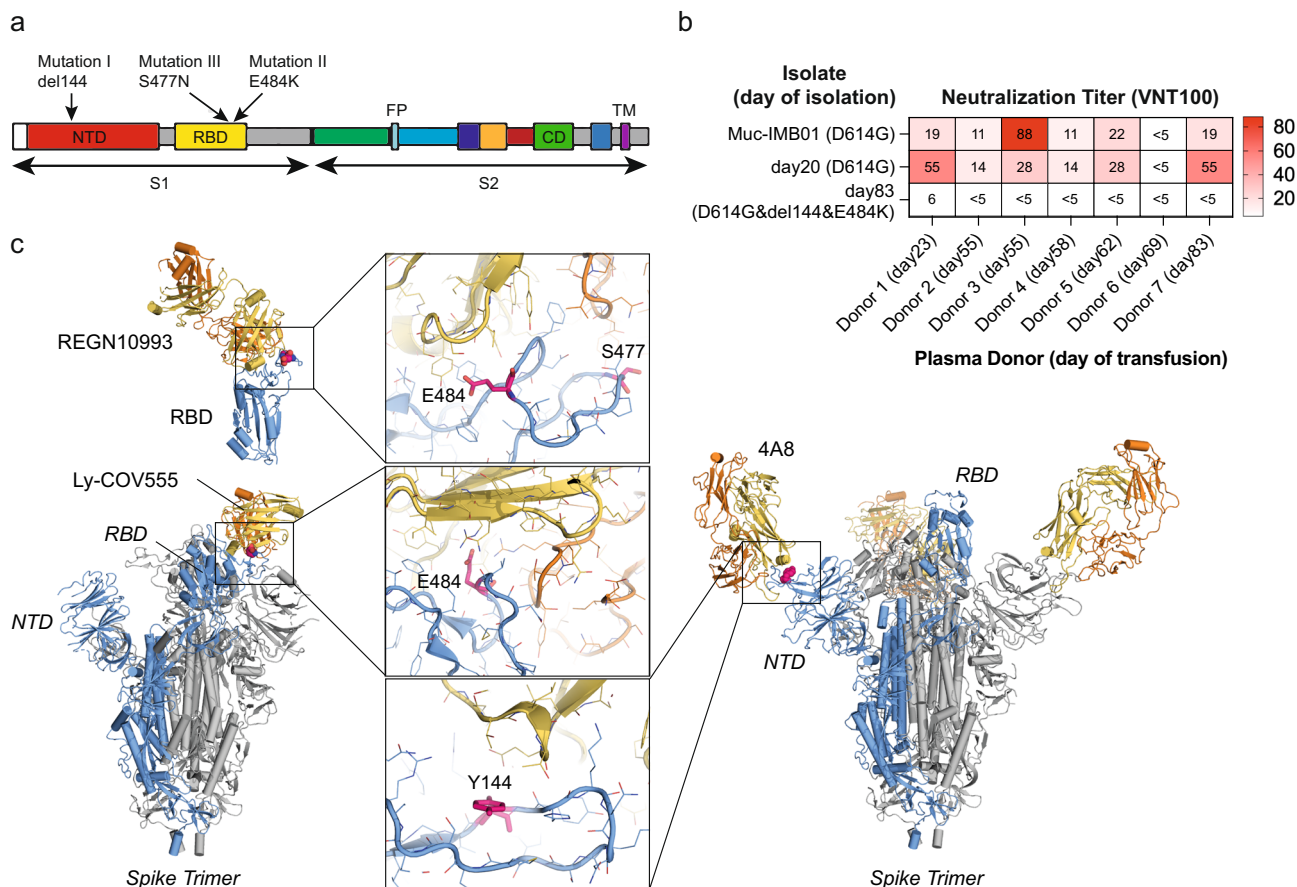 a
Mutation I
del144
Mutation III
S477N
Mutation II
E484K
FP
TM
NTD
RBD
CD
S1
S2
b
Isolate
(day of isolation)
Neutralization Titer (VNT100)
Muc-IMB01 (D614G)
19 11 88 11 22 <5 19
day20 (D614G)
55 14 28 14 28 <5 55
day83
(D614G&del144&E484K)
6 <5 <5 <5 <5 <5 <5
80
60
40
20
Donor 1 (day23)
Donor 2 (day55)
Donor 3 (day55)
Donor 4 (day58)
Donor 5 (day62)
Donor 6 (day69)
Donor 7 (day83)
Plasma Donor (day of transfusion)
c
REGN10993
RBD
E484
S477
Ly-COV555
RBD
NTD
E484
Y144
Spike Trimer
4A8
RBD
NTD
Spike Trimer